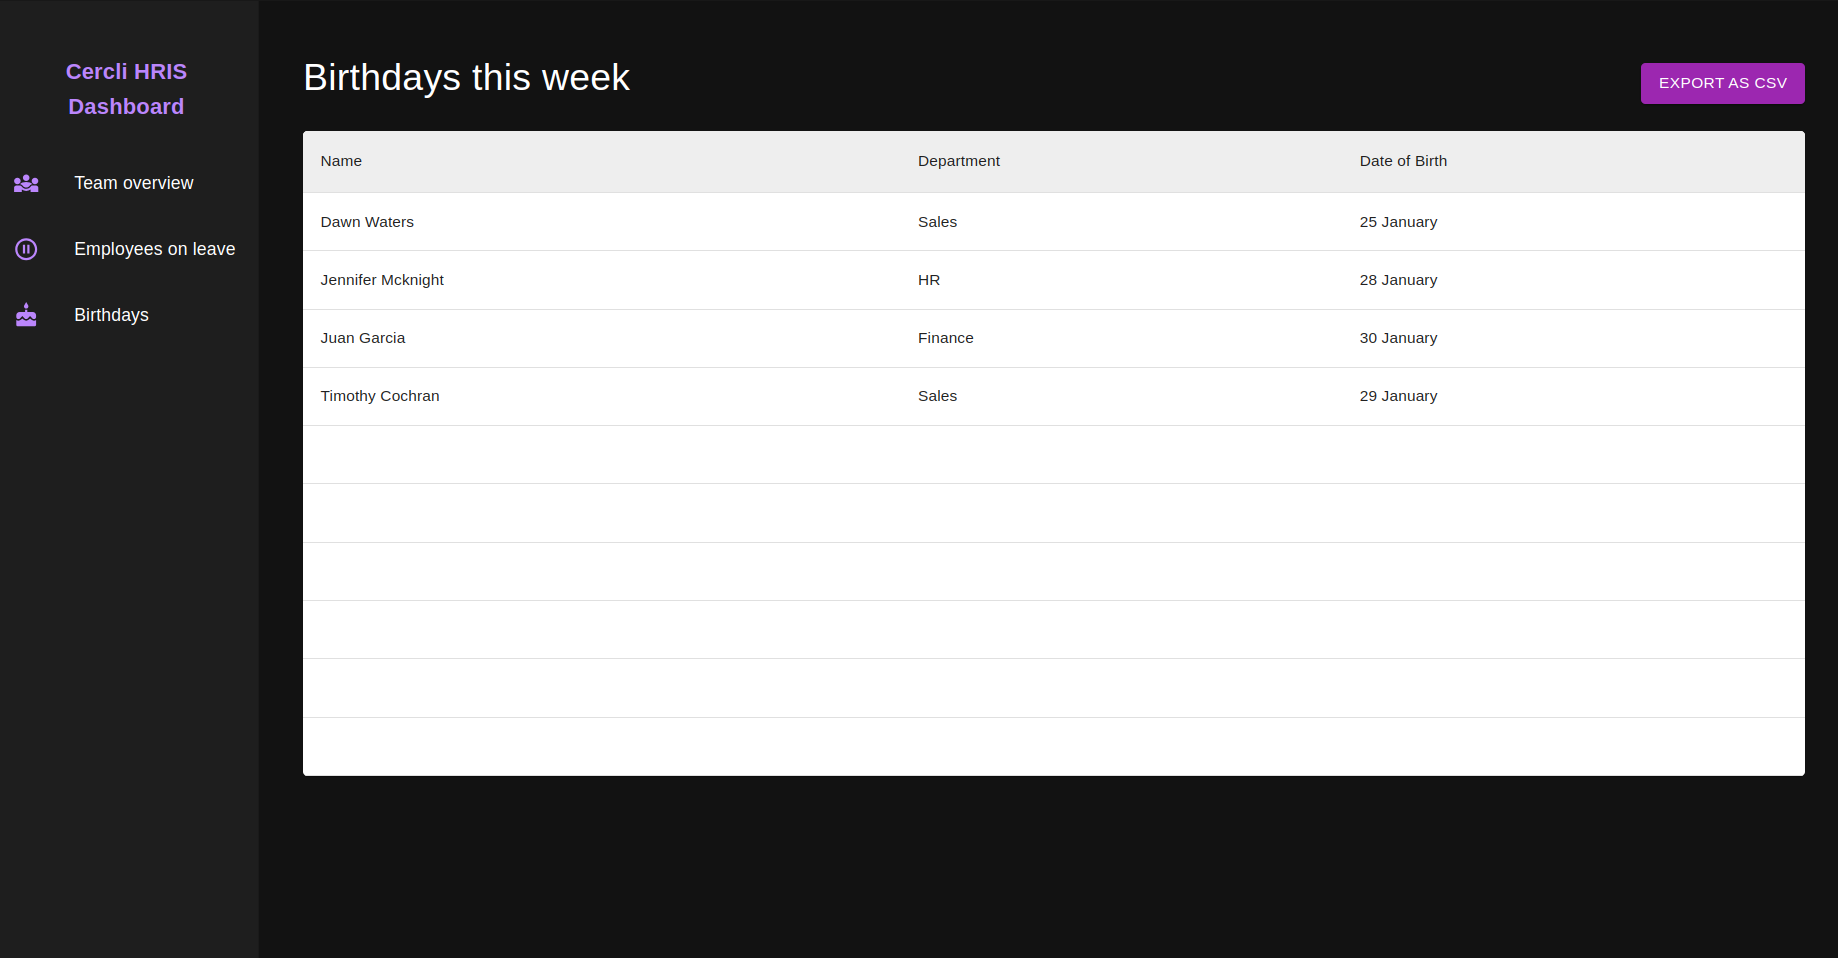 Cercli HRIS
Dashboard
Team overview
Employees on leave
Birthdays
Birthdays this week
EXPORT AS CSV
Name Department Date of Birth
Dawn Waters Sales 25 January
Jennifer Mcknight HR 28 January
Juan Garcia Finance 30 January
Timothy Cochran Sales 29 January